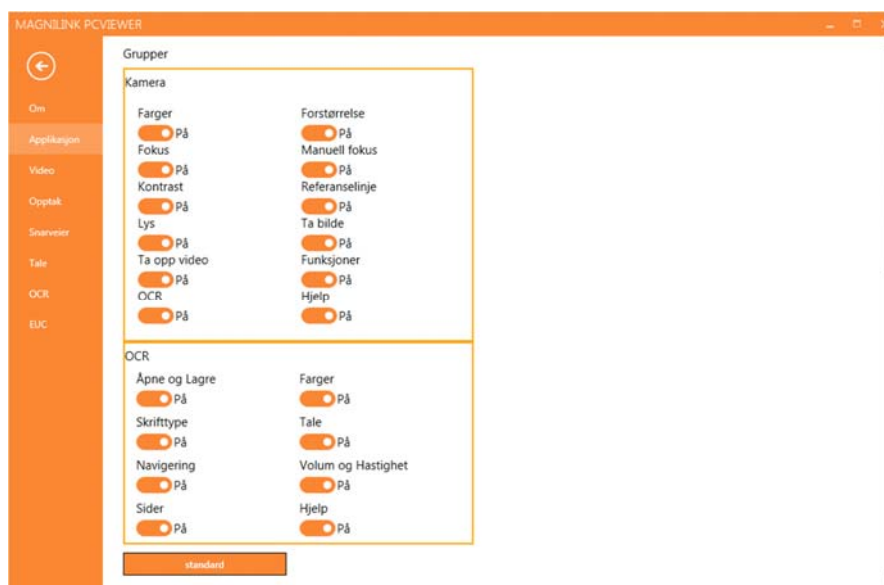 MAGNILINK PCVIEWER
Om
Applikasjon
Video
Opptak
Snarveier
Tale
OCR
EUC
Grupper
Kamera
Farger Forstørrelse
På På
Fokus Manuell fokus
På På
Kontrast Referanselinje
På På
Lys Ta bilde
På På
Ta opp video Funksjoner
På På
OCR Hjelp
På På
OCR
Åpne og Lagre Farger
På På
Skrifttype Tale
På På
Navigering Volum og Hastighet
På På
Sider Hjelp
På På
standard